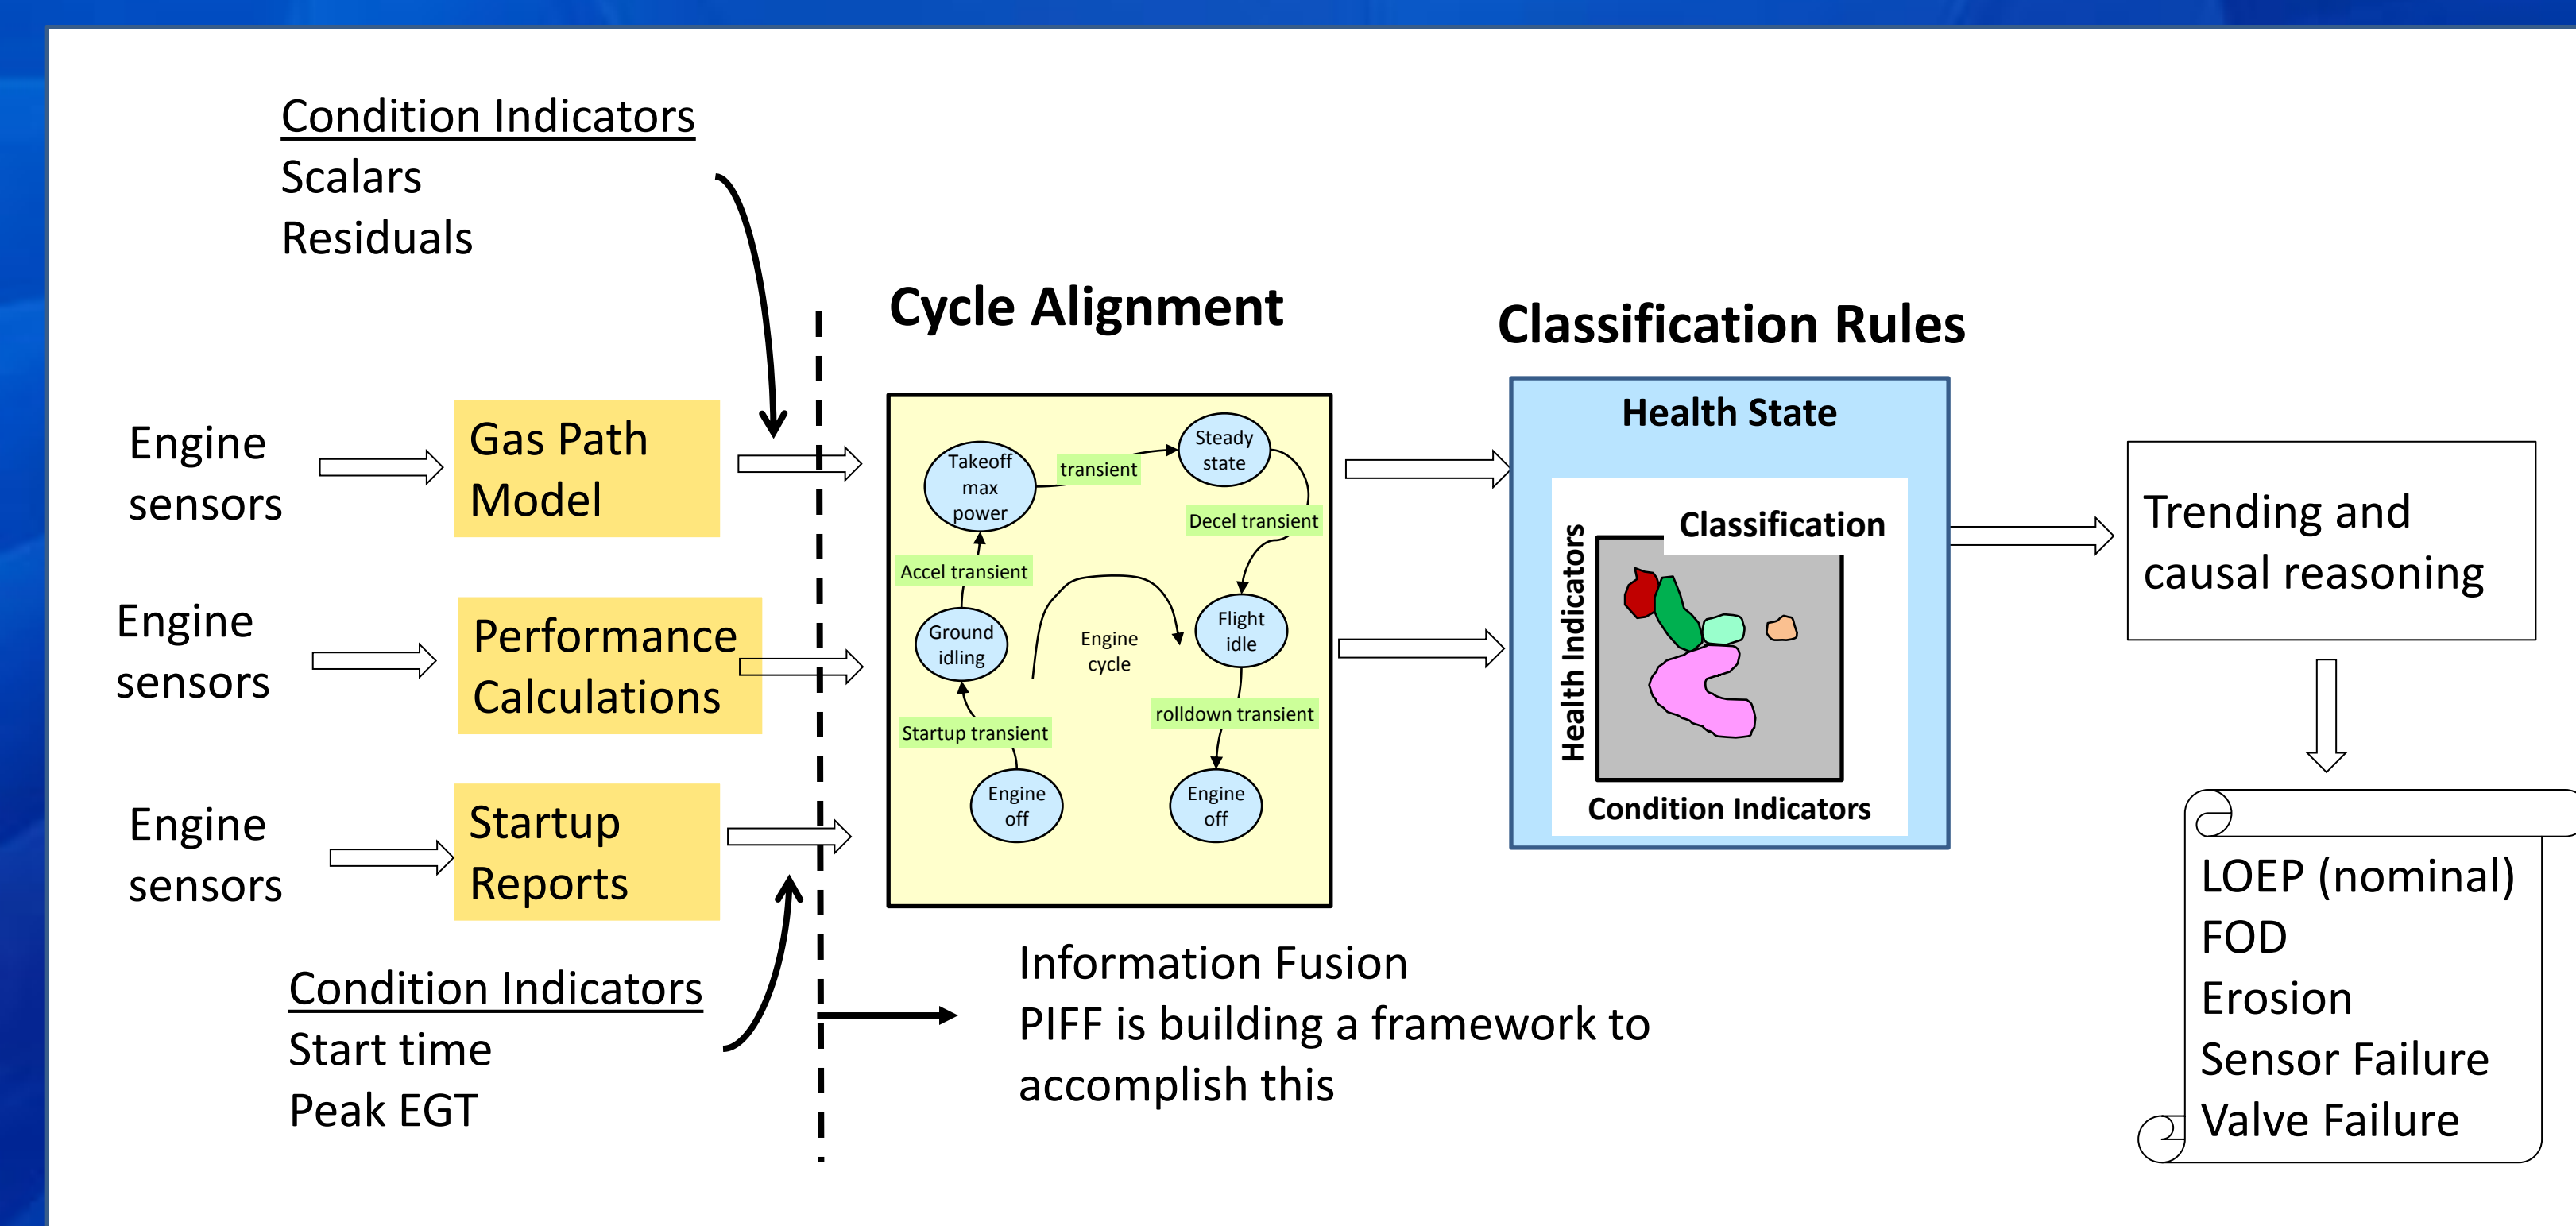 Condition Indicators
Scalars
Residuals
Cycle Alignment
Classification Rules
Engine
sensors
Gas Path
Model
Engine
sensors
Performance
Calculations
Engine
sensors
Startup
Reports
Condition Indicators
Start time
Peak EGT
Takeoff
max
power
transient
Steady
state
Decel transient
Accel transient
Ground
idling
Engine
cycle
Flight
idle
Startup transient
rolldown transient
Engine
off
Engine
off
Information Fusion
PIFF is building a framework to
accomplish this
Health State
Classification
Health Indicators
Condition Indicators
Trending and
causal reasoning
LOEP (nominal)
FOD
Erosion
Sensor Failure
Valve Failure